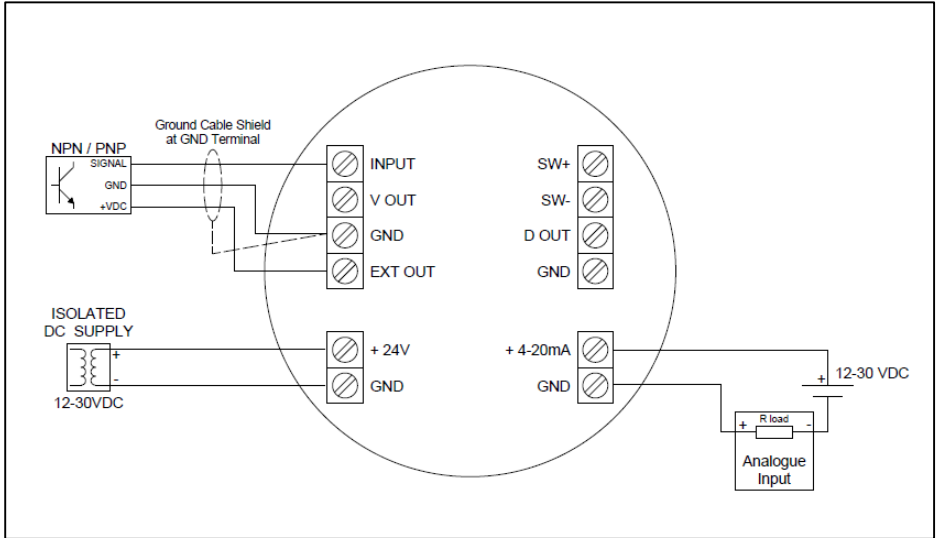 Ground Cable Shield
at GND Terminal
NPN / PNP
SIGNAL
GND
+VDC
INPUT
V OUT
GND
EXT OUT
SW+
SW-
D OUT
GND
ISOLATED
DC SUPPLY
+
-
12-30VDC
+ 24V
GND
+ 4-20mA
GND
+
12-30 VDC
+ R load -
Analogue
Input